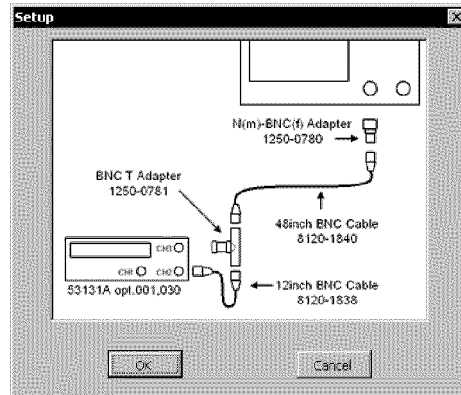 Setup
N(m)-BNC(f) Adapter
1250-0780
BNC T Adapter
1250-0781
48inch BNC Cable
8120-1840
CH3
CH1 CH2
53131A opt.001,030
12inch BNC Cable
8120-1838
OK
Cancel